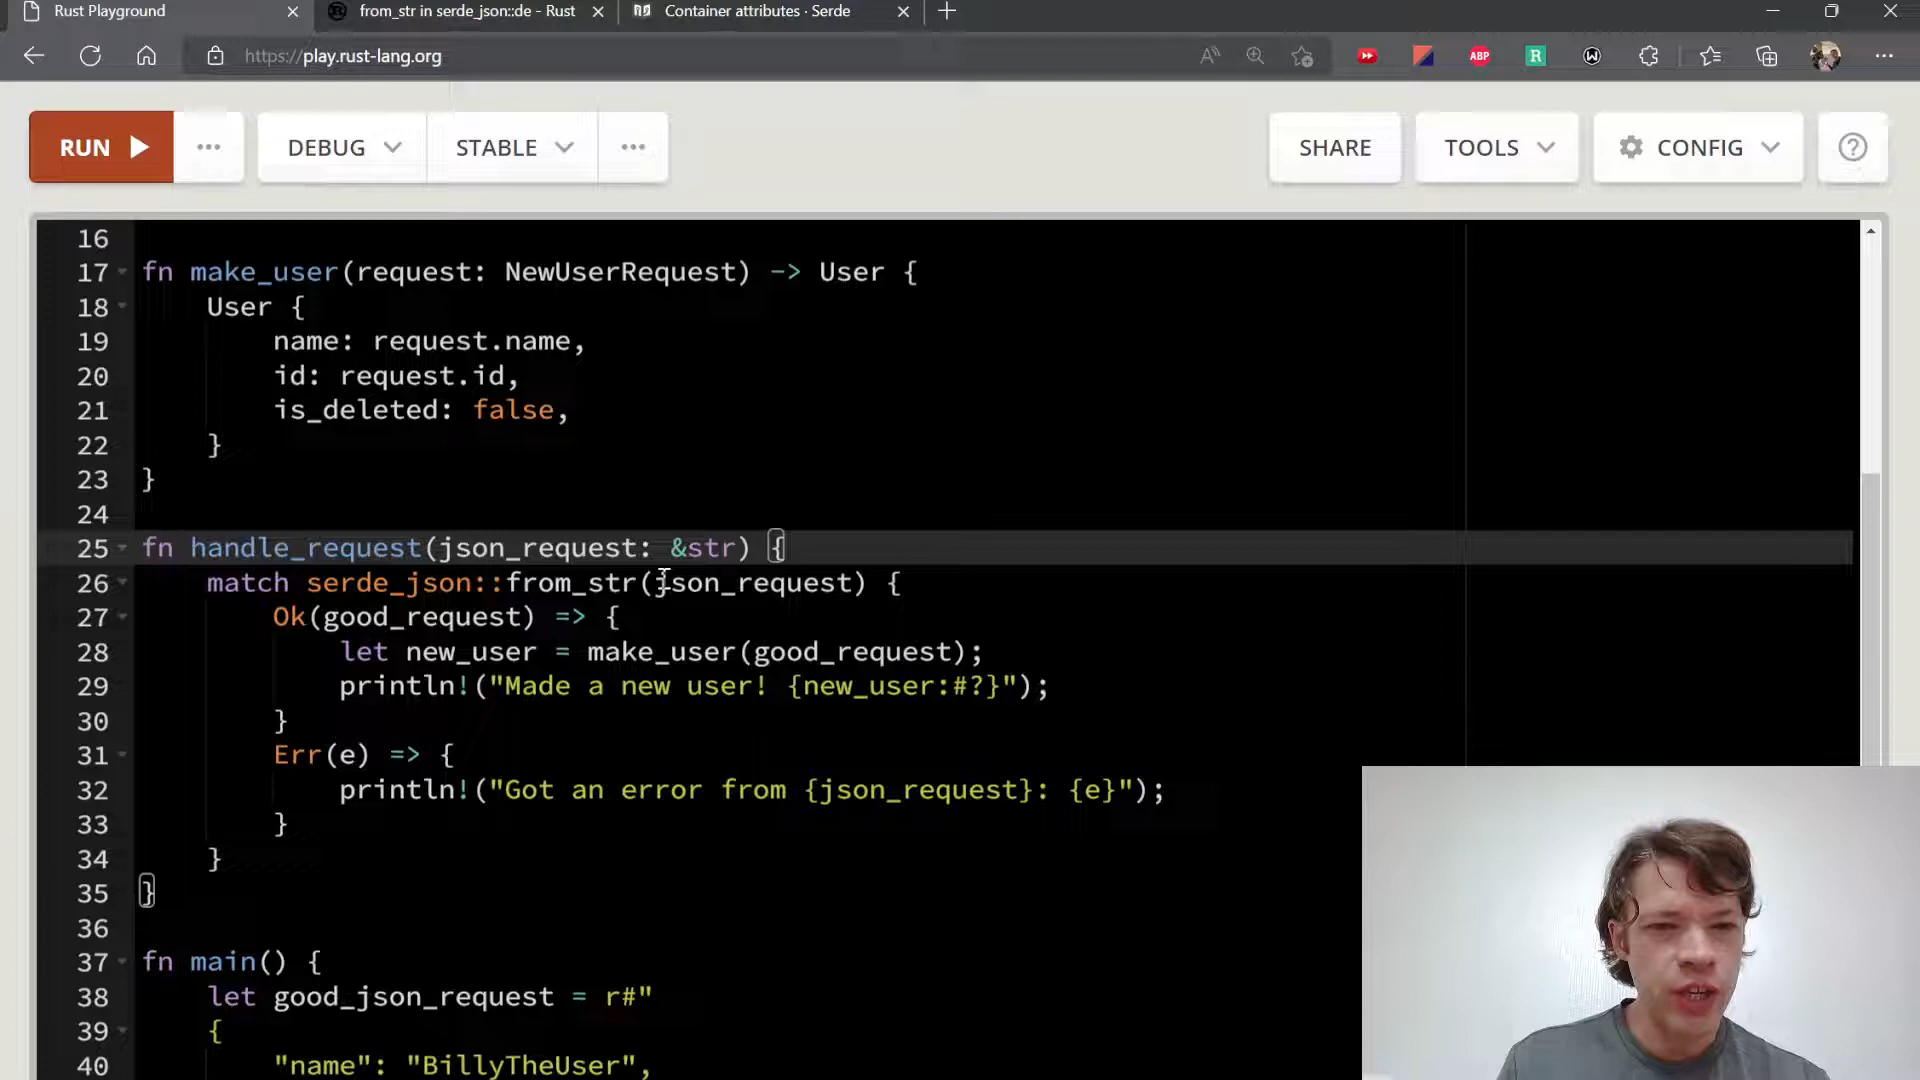 Rust Playground
from_str in serde_json::de - Rust
Container attributes · Serde
https://play.rust-lang.org
ABP
R
W
RUN
DEBUG
STABLE
SHARE
TOOLS
CONFIG
16
17 fn make_user(request: NewUserRequest) -> User {
18 User {
19 name: request.name,
20 id: request.id,
21 is_deleted: false,
22 }
23 }
24
25 fn handle_request(json_request: &str) {
26 match serde_json::from_str(json_request) {
27 Ok(good_request) => {
28 let new_user = make_user(good_request);
29 println!("Made a new user! {new_user:#?}");
30 }
31 Err(e) => {
32 println!("Got an error from {json_request}: {e}");
33 }
34 }
35 }
36
37 fn main() {
38 let good_json_request = r#"
39 {
40 "name": "BillyTheUser",